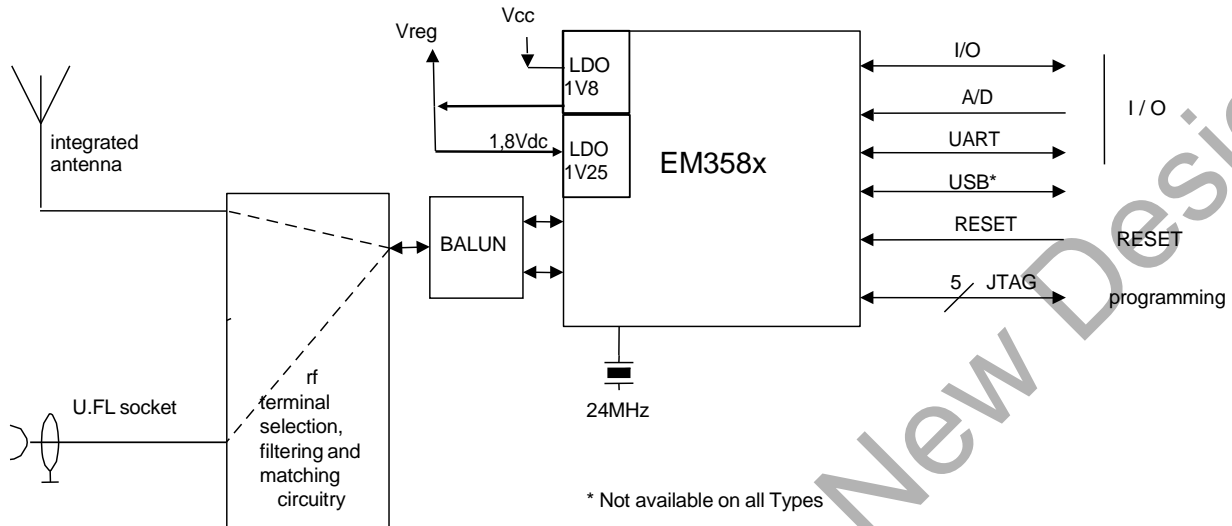 Vcc
Vreg
LDO
1V8
1,8Vdc
LDO
1V25
EM358x
integrated
antenna
BALUN
I/O
A/D
I / O
UART
USB*
RESET
RESET
5
JTAG
programming
24MHz
U.FL socket
rf
terminal
selection,
filtering and
matching
circuitry
* Not available on all Types
New Desig